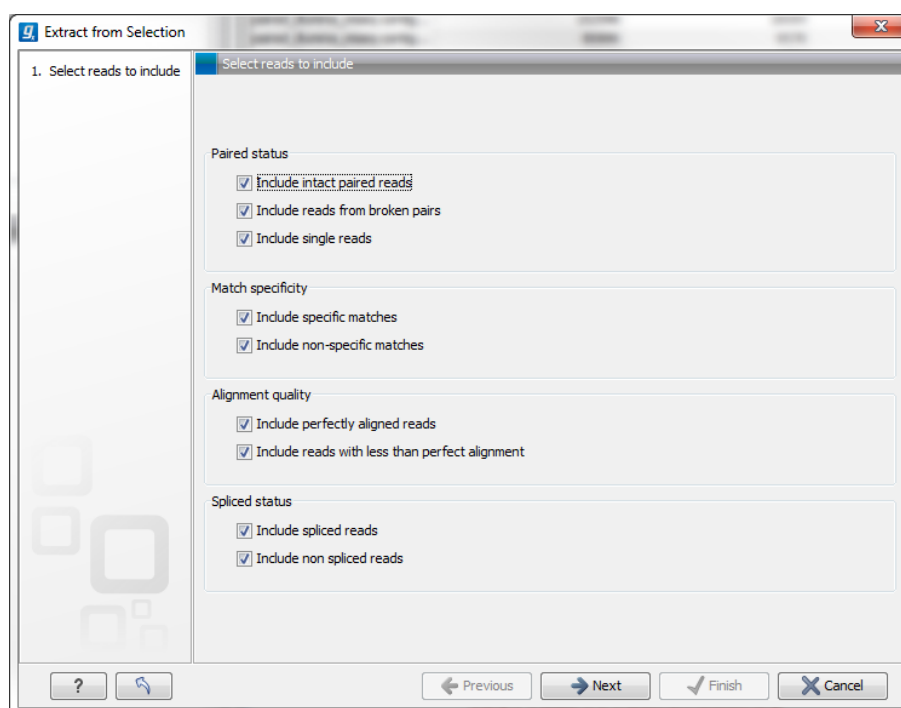 Extract from Selection
1. Select reads to include
Select reads to include
Paired status
Include intact paired reads
Include reads from broken pairs
Include single reads
Match specificity
Include specific matches
Include non-specific matches
Alignment quality
Include perfectly aligned reads
Include reads with less than perfect alignment
Spliced status
Include spliced reads
Include non spliced reads
?
Previous
Next
Finish
Cancel